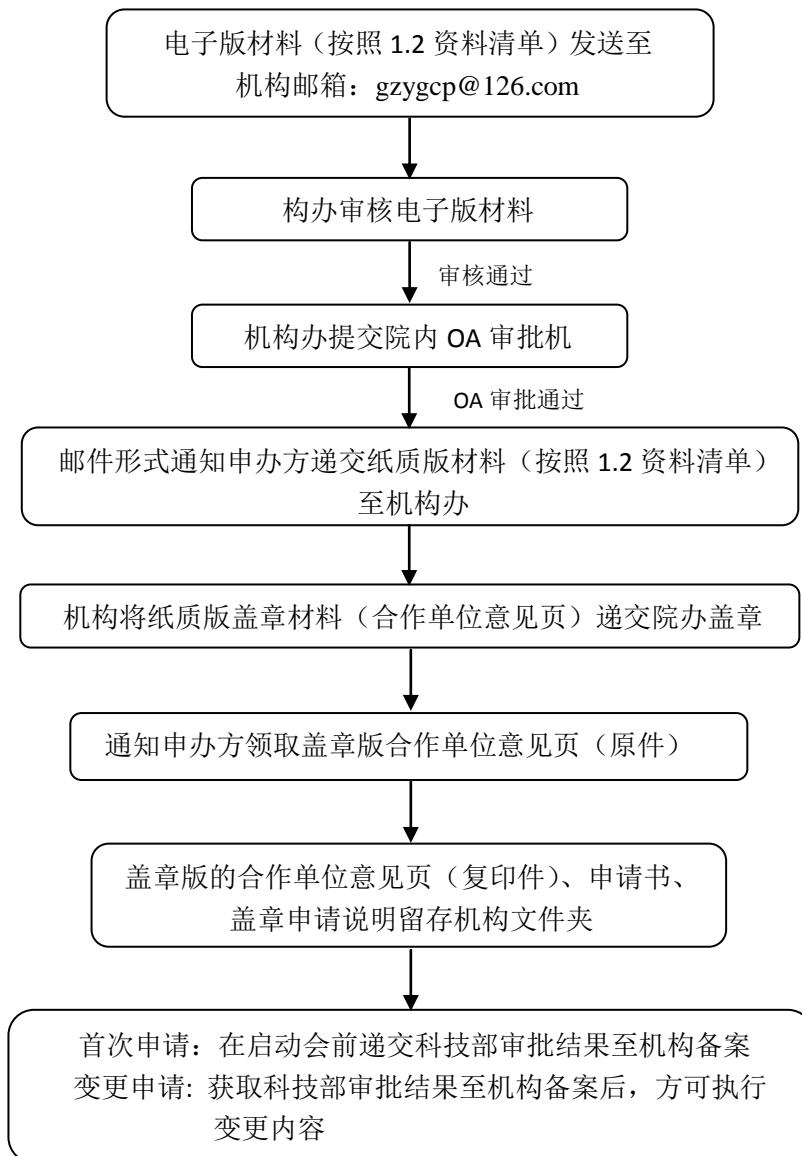 电子版材料（按照 1.2 资料清单）发送至
机构邮箱：gzygcp@126.com
构办审核电子版材料
审核通过
机构办提交院内 OA 审批机
OA 审批通过
邮件形式通知申办方递交纸质版材料（按照 1.2 资料清单）
至机构办
机构将纸质版盖章材料（合作单位意见页）递交院办盖章
通知申办方领取盖章版合作单位意见页（原件）
盖章版的合作单位意见页（复印件）、申请书、
盖章申请说明留存机构文件夹
首次申请：在启动会前递交科技部审批结果至机构备案
变更申请: 获取科技部审批结果至机构备案后，方可执行
变更内容